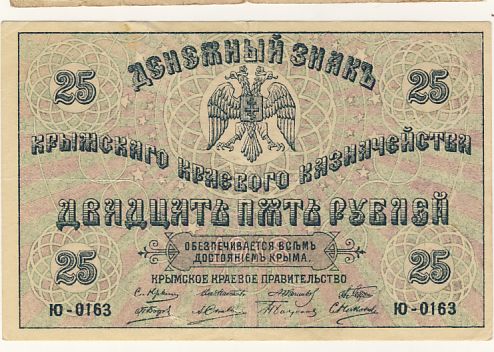 ДЕНЕЖНЫЙ ЗНАКЪ
25 25
КРЫМСКАГО КРАЕВОГО КАЗНАЧЕЙСТВА
ДВАДЦАТЬ ПЯТЬ РУБЛЕЙ
ОБЕЗПЕЧИВАЕТСЯ ВСѢМЪ
ДОСТОЯНІЕМЪ КРЫМА.
25 25
КРЫМСКОЕ КРАЕВОЕ ПРАВИТЕЛЬСТВО
Ю-0163 Ю-0163